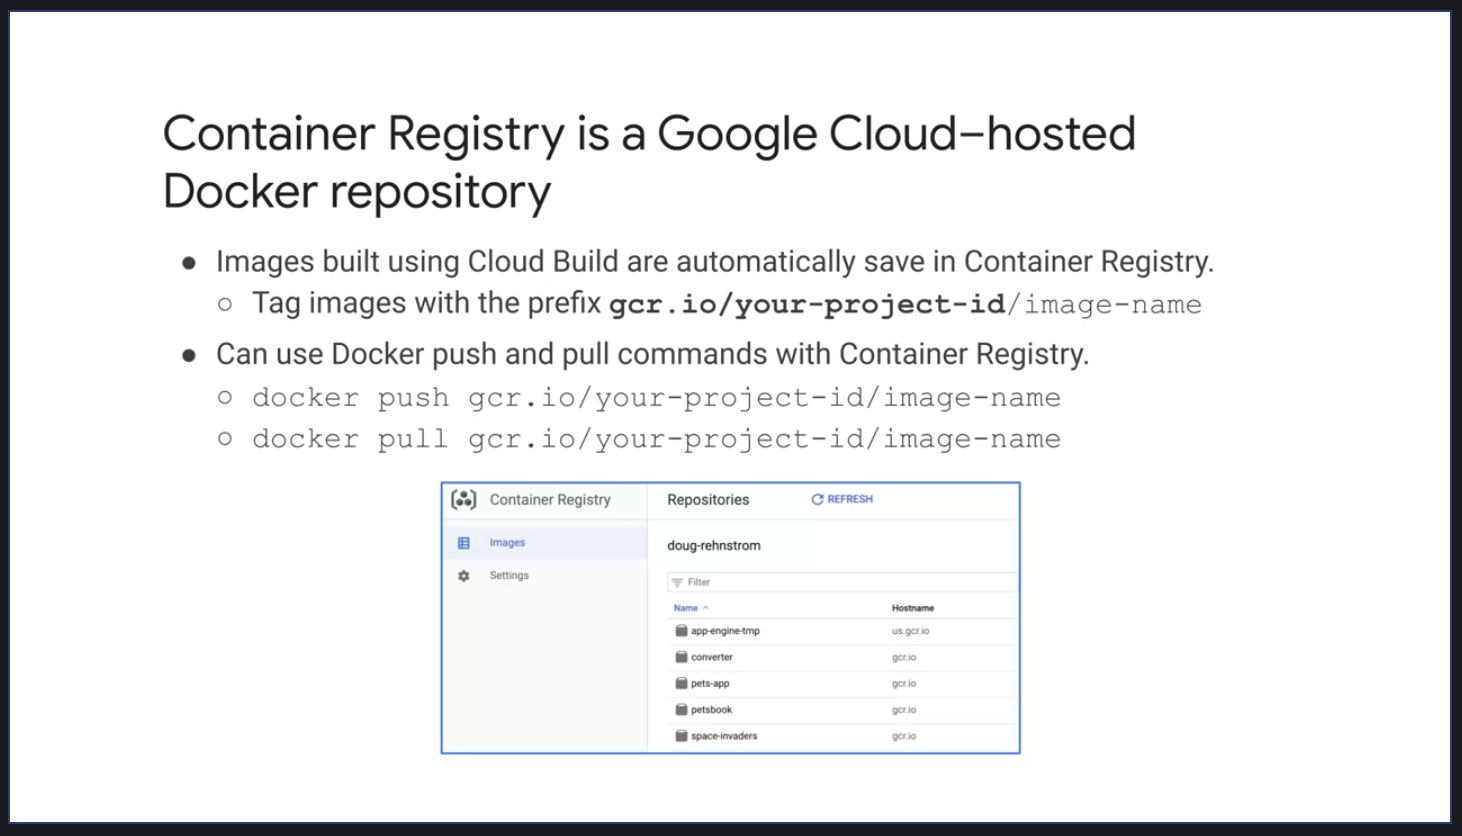 Container Registry is a Google Cloud–hosted
Docker repository
● Images built using Cloud Build are automatically save in Container Registry.
○ Tag images with the prefix gcr.io/your-project-id/image-name
● Can use Docker push and pull commands with Container Registry.
○ docker push gcr.io/your-project-id/image-name
○ docker pull gcr.io/your-project-id/image-name
Container Registry Repositories REFRESH
Images
Settings
doug-rehnstrom
Filter
Name Hostname
app-engine-tmp us.gcr.io
converter gcr.io
pets-app gcr.io
petsbook gcr.io
space-invaders gcr.io